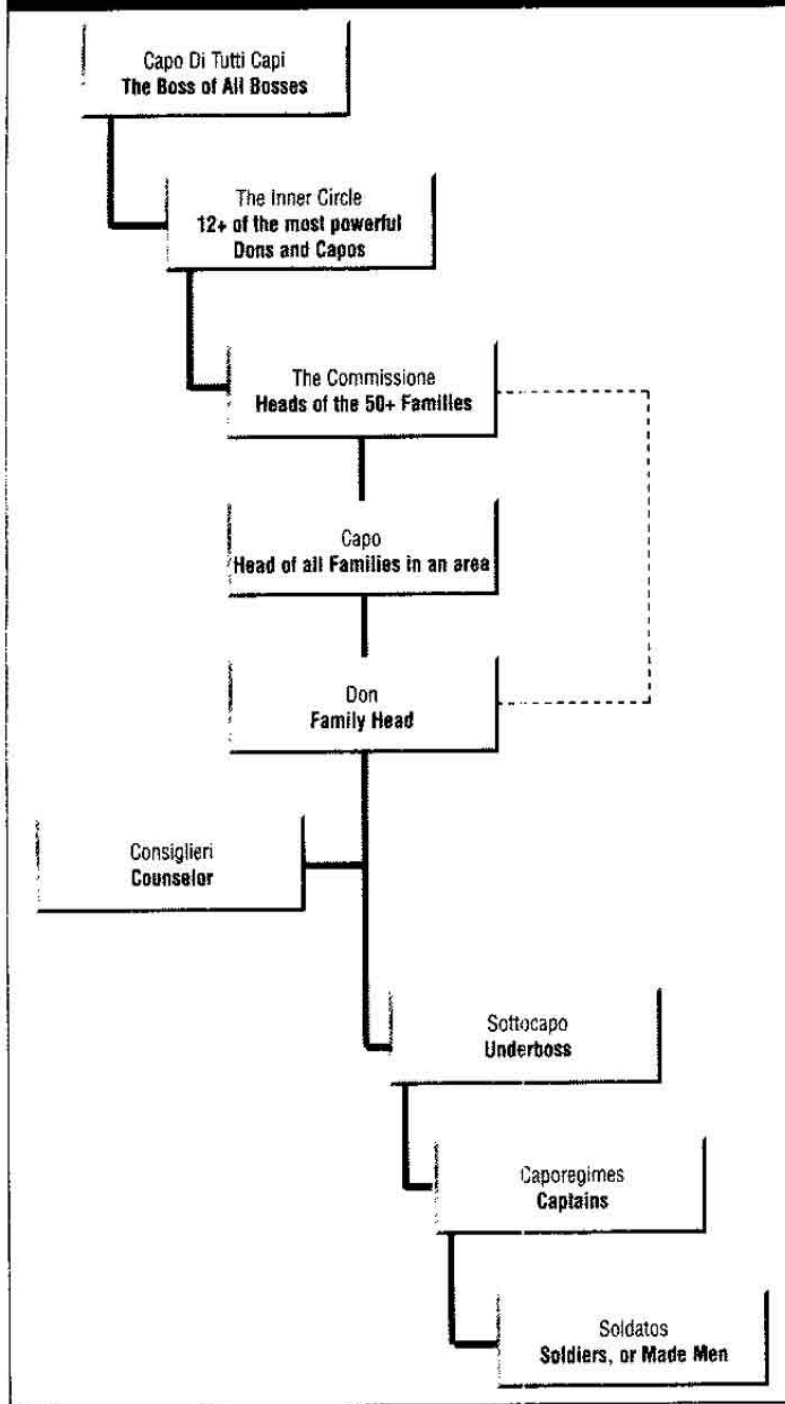 Capo Di Tutti Capi
The Boss of All Bosses
The Inner Circle
12+ of the most powerful
Dons and Capos
The Commissione
Heads of the 50+ Families
Capo
Head of all Families in an area
Don
Family Head
Consiglieri
Counselor
Sottocapo
Underboss
Caporegimes
Captains
Soldatos
Soldiers, or Made Men